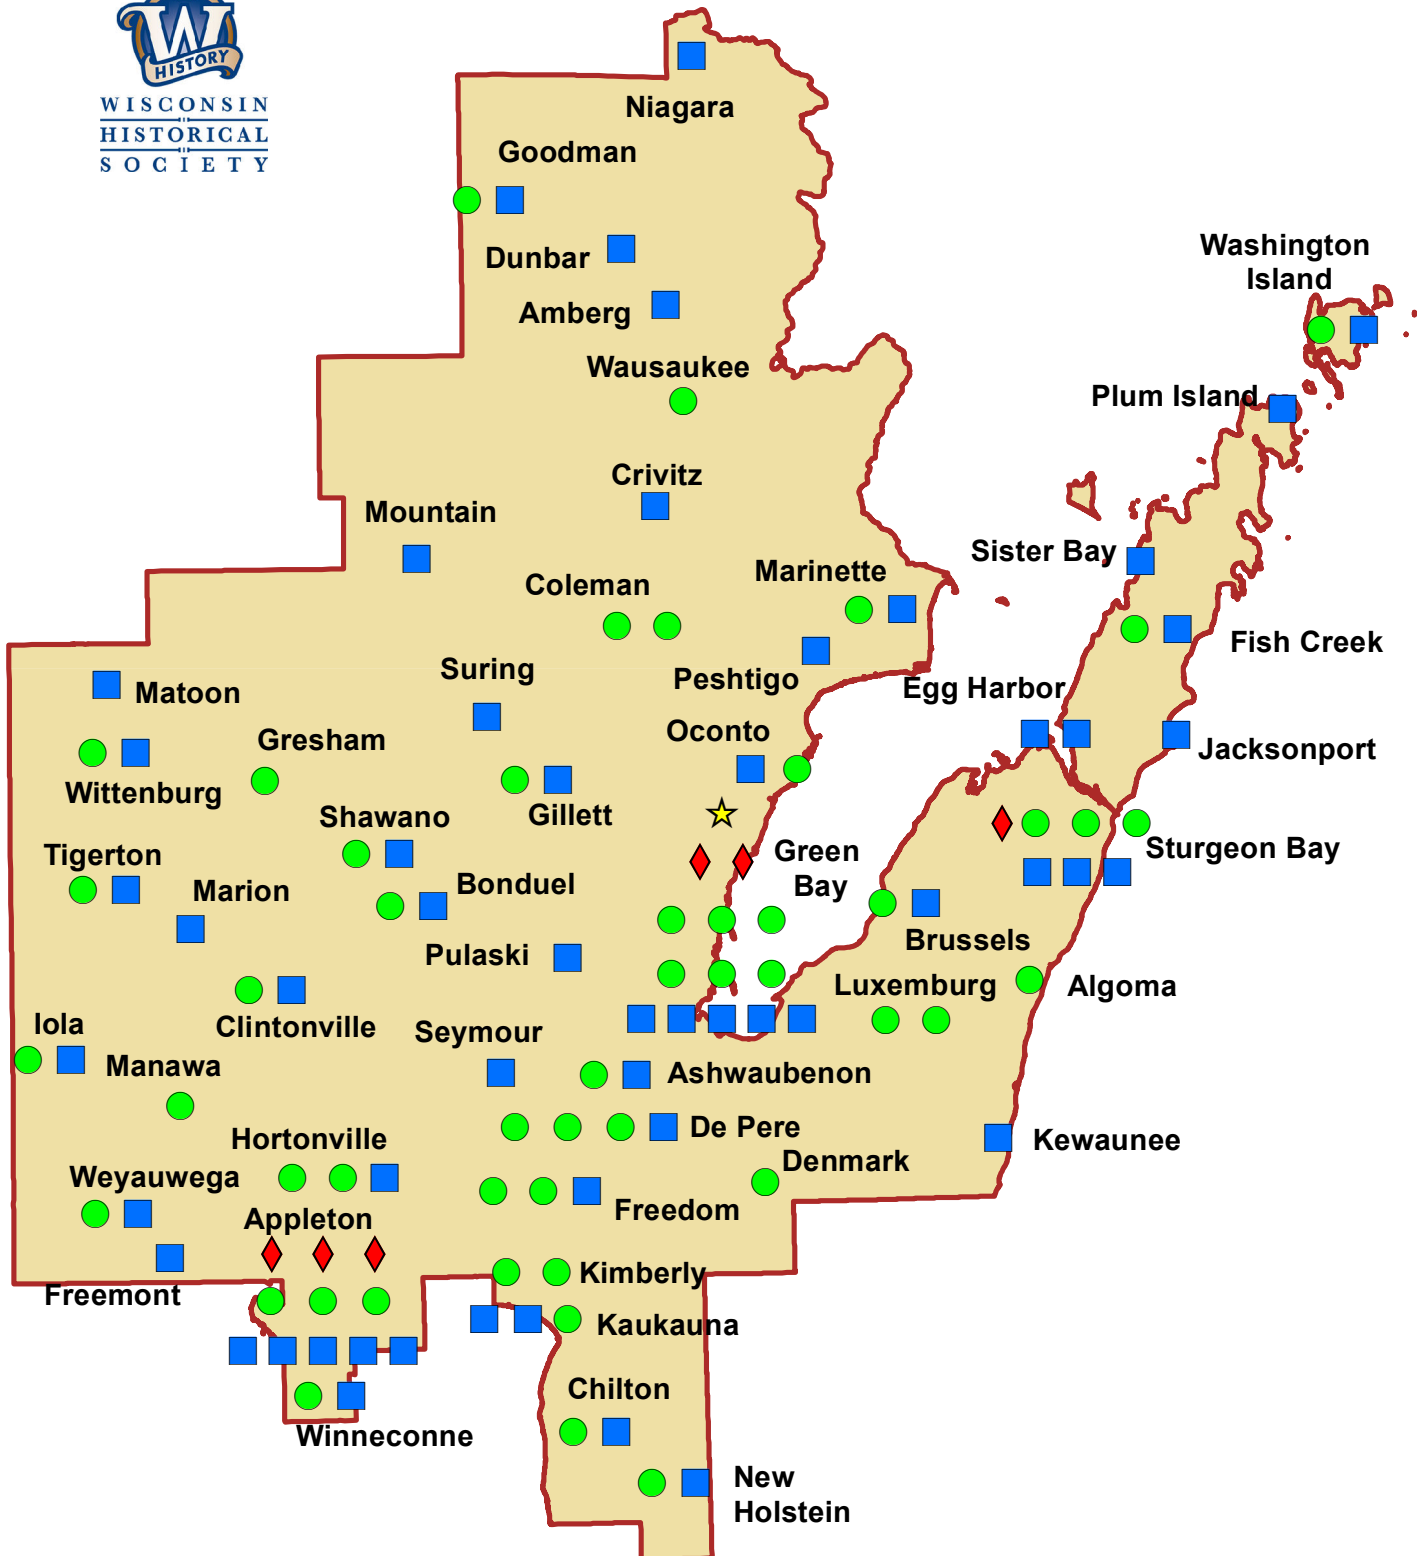 W
HISTORY
WISCONSIN
HISTORICAL
SOCIETY
Niagara
Goodman
Dunbar
Amberg
Washington
Island
Wausaukee
Plum Island
Crivitz
Mountain
Sister Bay
Marinette
Coleman
Fish Creek
Suring
Peshtigo
Egg Harbor
Matoon
Oconto
Gresham
Jacksonport
Wittenburg
Gillett
Shawano
Sturgeon Bay
Green
Bay
Tigerton
Marion
Bonduel
Brussels
Pulaski
Luxemburg
Algoma
Clintonville
Iola
Seymour
Manawa
Ashwaubenon
De Pere
Hortonville
Kewaunee
Denmark
Weyauwega
Freedom
Appleton
Kimberly
Freemont
Kaukauna
Chilton
Winneconne
New
Holstein